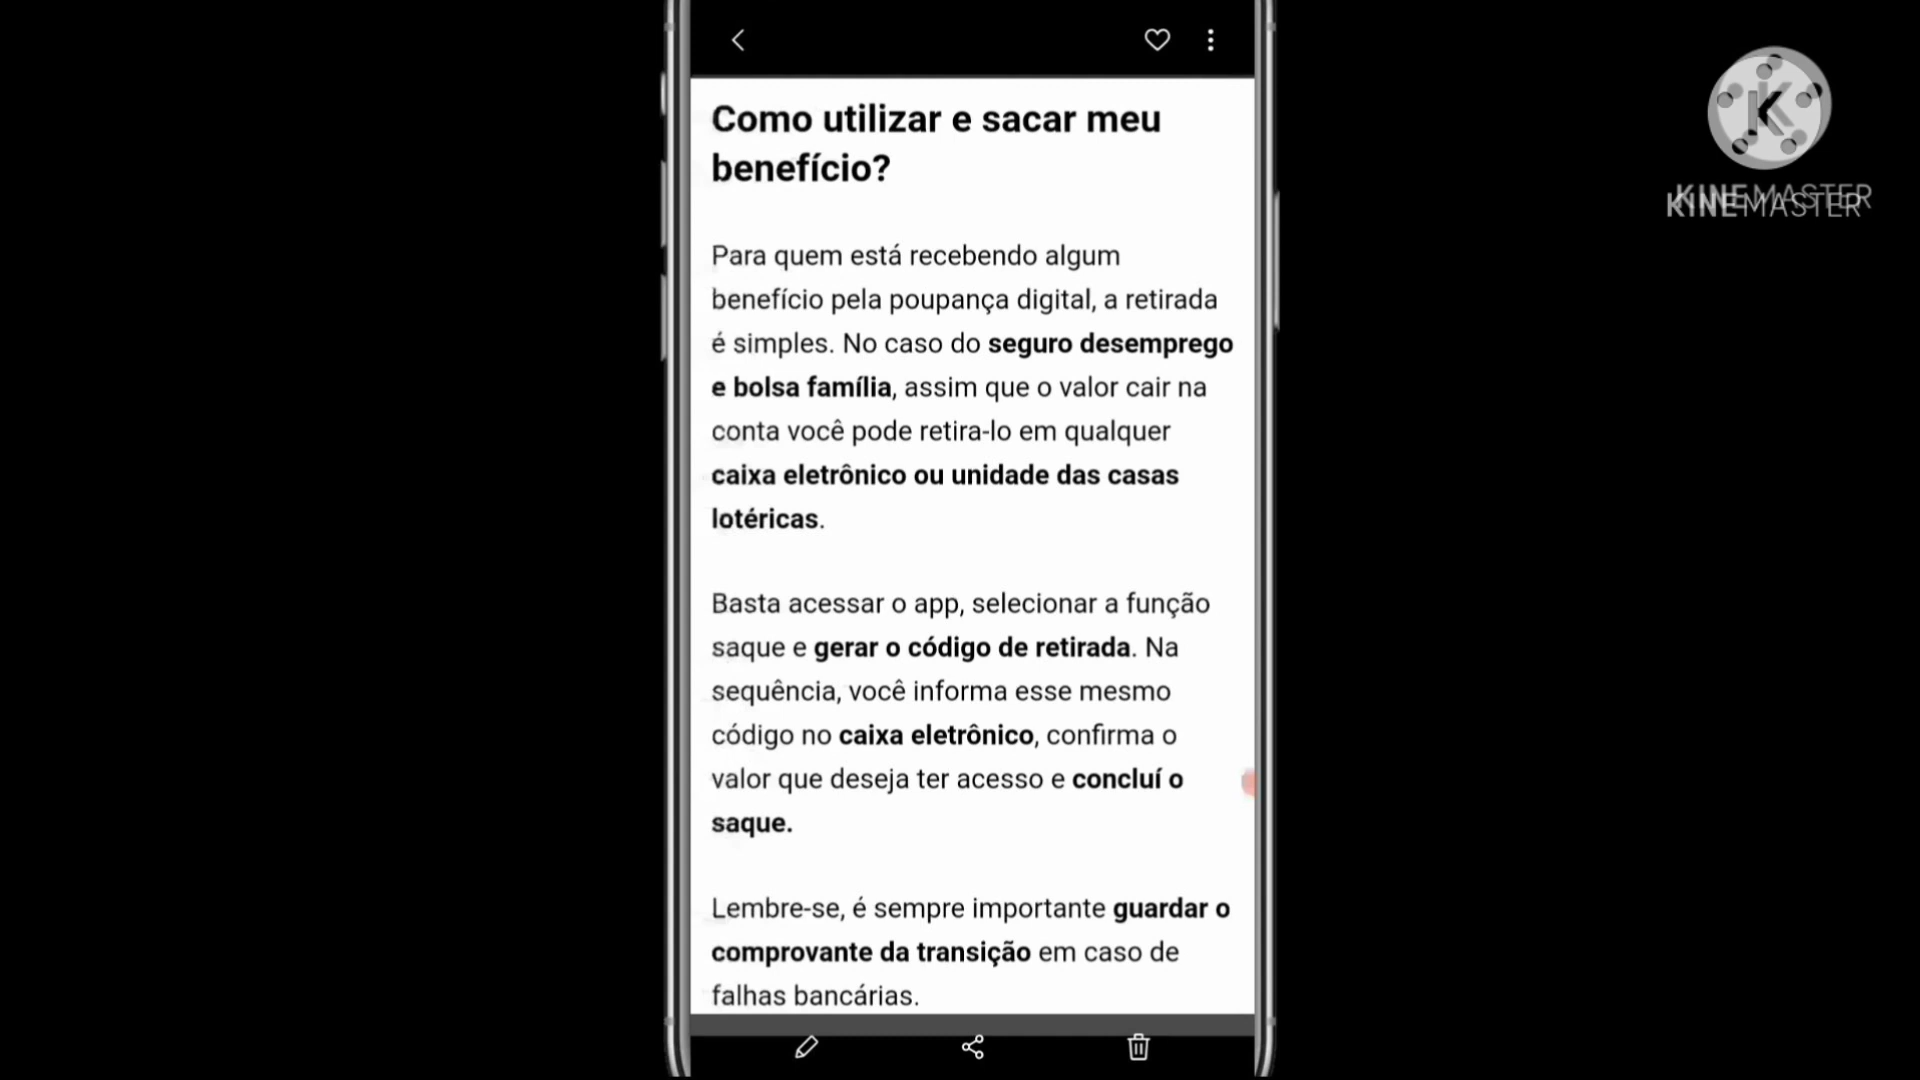 Como utilizar e sacar meu
benefício?
Para quem está recebendo algum
benefício pela poupança digital, a retirada
é simples. No caso do seguro desemprego
e bolsa família, assim que o valor cair na
conta você pode retira-lo em qualquer
caixa eletrônico ou unidade das casas
lotéricas.
Basta acessar o app, selecionar a função
saque e gerar o código de retirada. Na
sequência, você informa esse mesmo
código no caixa eletrônico, confirma o
valor que deseja ter acesso e concluí o
saque.
Lembre-se, é sempre importante guardar o
comprovante da transição em caso de
falhas bancárias.
K
KINEMASTER
KINEMASTER